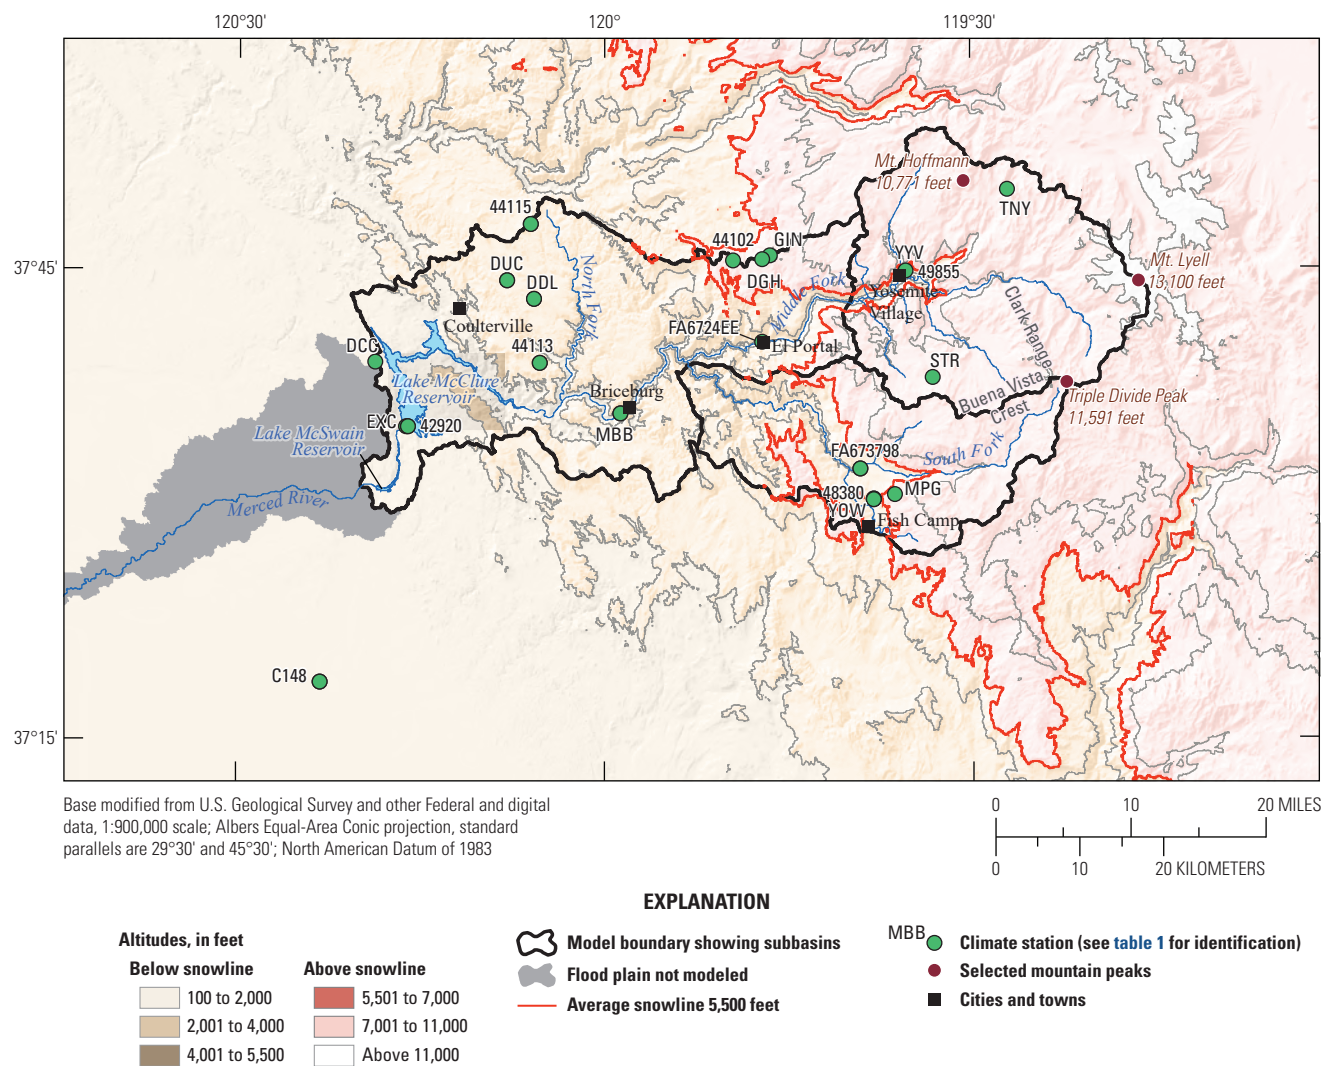 120°30'
120°
119°30'
Mt. Hoffmann
10,771 feet
TNY
44115
44102
GIN
YYV
49855
37°45'
DUC
DDL
DGH
Mt. Lyell
13,100 feet
North Fork
Middle Fork
Yosemite
Village
Clark Range
Coulterville
FA6724EE
El Portal
DCC
44113
STR
Lake McClure
Reservoir
Briceburg
Buena Vista
Crest
Triple Divide Peak
11,591 feet
EXC
42920
MBB
Lake McSwain
Reservoir
FA673798
South Fork
Merced River
48380
MPG
YOW
Fish Camp
C148
37°15'
Base modified from U.S. Geological Survey and other Federal and digital
data, 1:900,000 scale; Albers Equal-Area Conic projection, standard
parallels are 29°30' and 45°30'; North American Datum of 1983
0 10 20 MILES
0 10 20 KILOMETERS
EXPLANATION
Altitudes, in feet
Below snowline
100 to 2,000
2,001 to 4,000
4,001 to 5,500
Above snowline
5,501 to 7,000
7,001 to 11,000
Above 11,000
Model boundary showing subbasins
Flood plain not modeled
Average snowline 5,500 feet
MBB
Climate station (see table 1 for identification)
Selected mountain peaks
Cities and towns